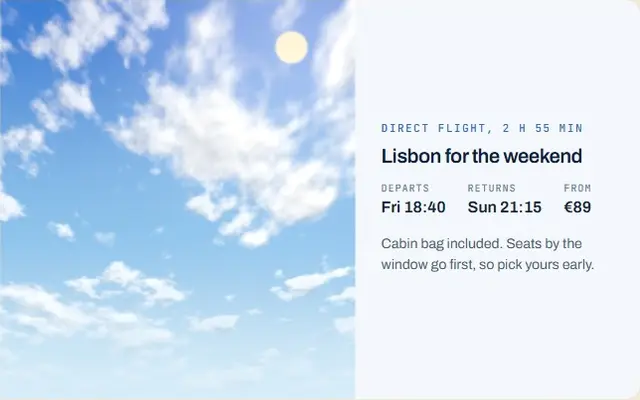 DIRECT FLIGHT, 2 H 55 MIN
Lisbon for the weekend
DEPARTS RETURNS FROM
Fri 18:40 Sun 21:15 €89
Cabin bag included. Seats by the
window go first, so pick yours early.